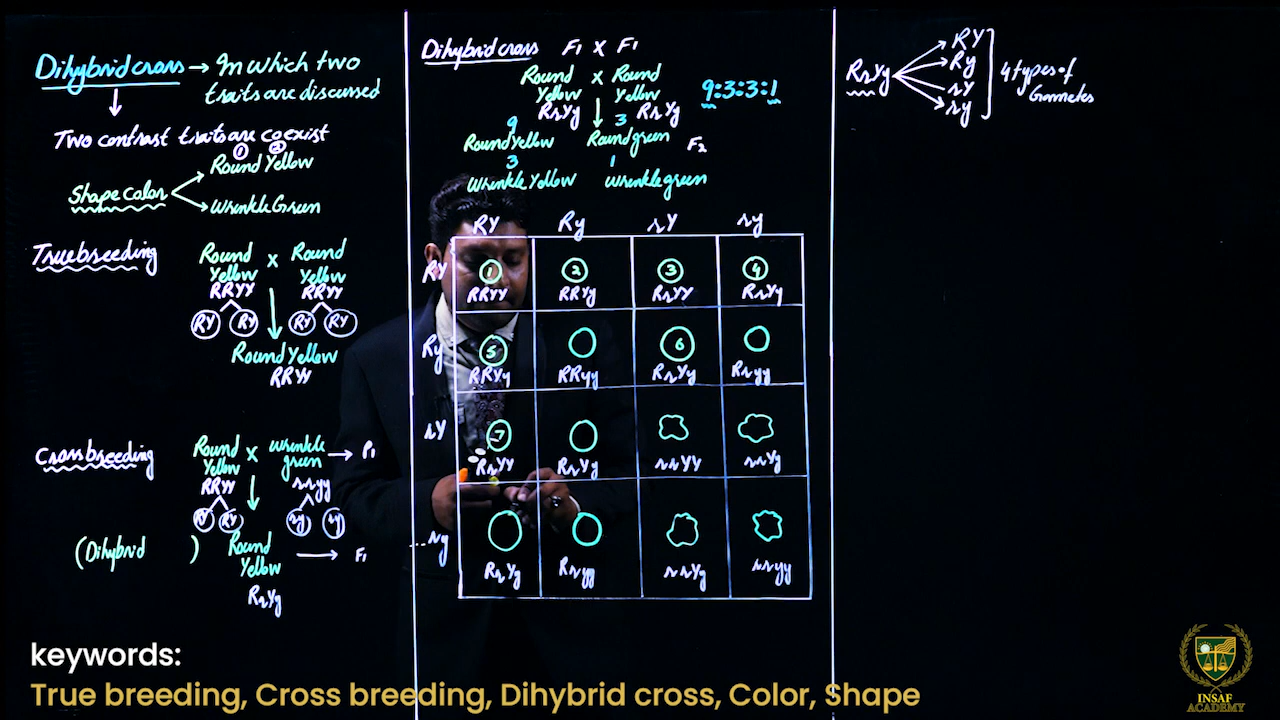 Dihybrid cross → In which two
traits are discussed
Two contrast traits are coexist
① ②
Round Yellow
Shape color
Wrinkle Green
True breeding
Round x Round
Yellow Yellow
RRYY RRYY
RY RY RY RY
Round Yellow
RRYY
Cross breeding
Round x Wrinkle → P1
Yellow green
RRYY rryy
RY RY ry ry
(Dihybrid )
Round → F1
Yellow
RrYy
Dihybrid cross F1 x F1
Round x Round
Yellow Yellow
RrYy RrYy
9:3:3:1
9 3
Round Yellow Round green F2
3 1
Wrinkle Yellow Wrinkle green
RY Ry rY ry
RY ① ② ③ ④
RRYY RRYy RrYY RrYy
Ry ⑤ ⑥
RRYy RRyy RrYy Rryy
rY ⑦
RrYY RrYy rrYY rrYy
ry
RrYy Rryy rrYy rryy
RrYy
RY
Ry
rY
ry
4 types of
Gametes
keywords:
True breeding, Cross breeding, Dihybrid cross, Color, Shape
INSAF
ACADEMY